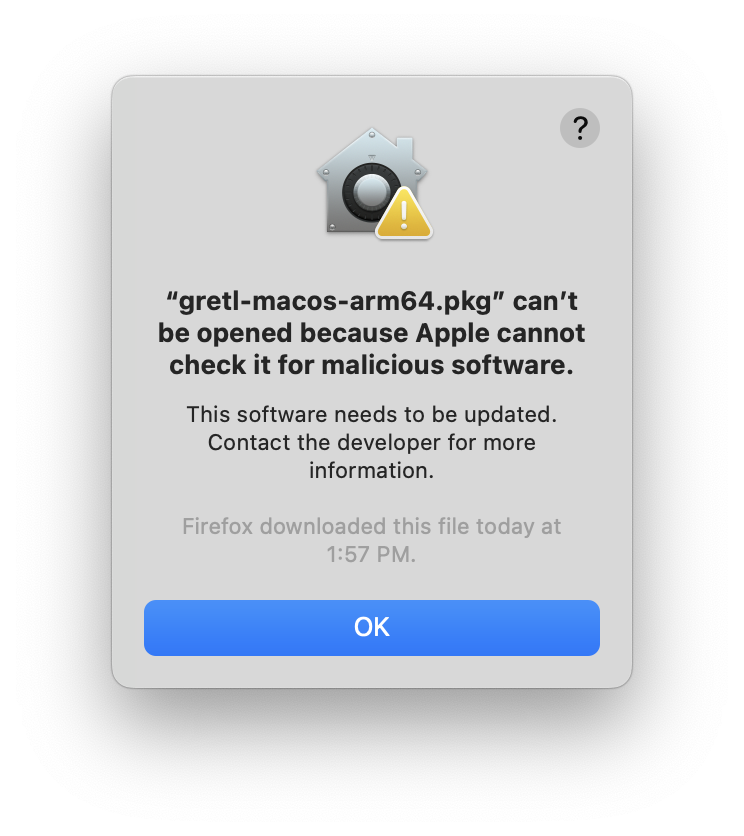 ?
“gretl-macos-arm64.pkg” can’t
be opened because Apple cannot
check it for malicious software.
This software needs to be updated.
Contact the developer for more
information.
Firefox downloaded this file today at
1:57 PM.
OK